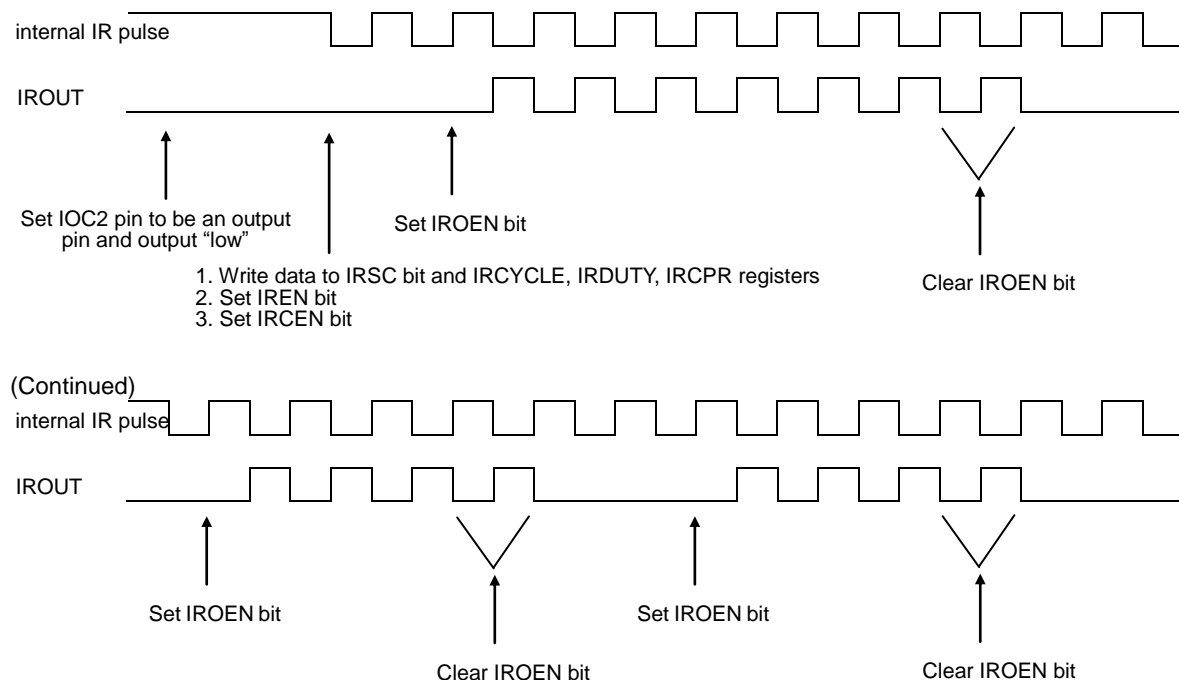 internal IR pulse
IROUT
Set IOC2 pin to be an output
pin and output “low”
Set IROEN bit
1. Write data to IRSC bit and IRCYCLE, IRDUTY, IRCPR registers
2. Set IREN bit
3. Set IRCEN bit
Clear IROEN bit
(Continued)
internal IR pulse
IROUT
Set IROEN bit
Clear IROEN bit
Set IROEN bit
Clear IROEN bit